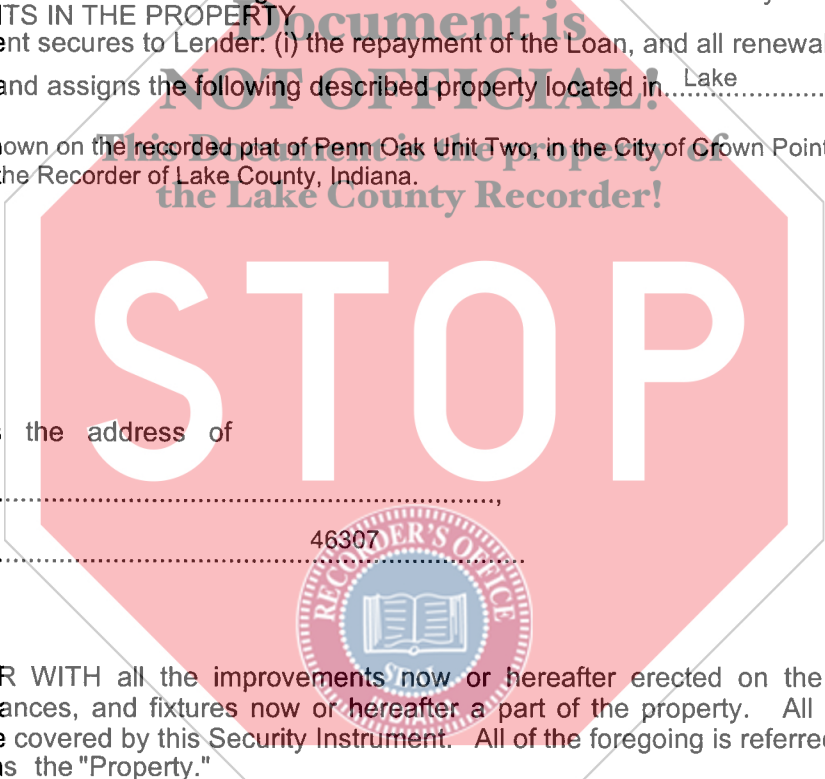 TS IN THE PROPERTY
Document is
ent secures to Lender: (i) the repayment of the Loan, and all renewal
and assigns the following described property located in... Lake
NOT OFFICIAL!
own on the recorded plat of Penn Oak Unit Two, in the City of Crown Point
This Document is the property of
the Recorder of Lake County, Indiana.
the Lake County Recorder!
STOP
the address of
46307
RECORDER'S OFFICE
SEAL
R WITH all the improvements now or hereafter erected on the
ances, and fixtures now or hereafter a part of the property. All
e covered by this Security Instrument. All of the foregoing is referred
s the "Property."